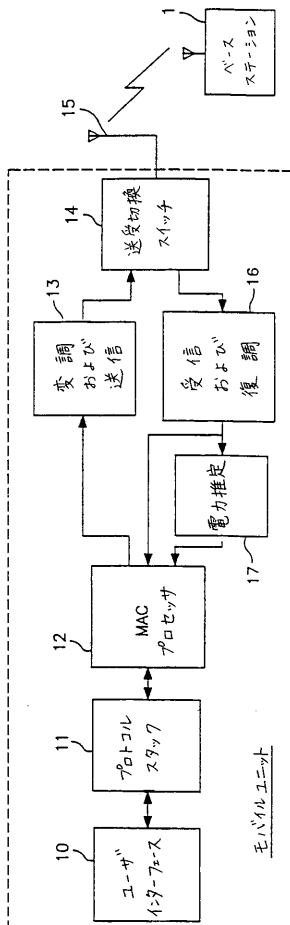 10
ユーザ
インターフェース
11
プロトコル
スタック
12
MAC
プロセッサ
13
変調
および
送信
14
送受切換
スイッチ
15
16
受信
および
復調
17
電力推定
1
ベース
ステーション
モバイルユニット